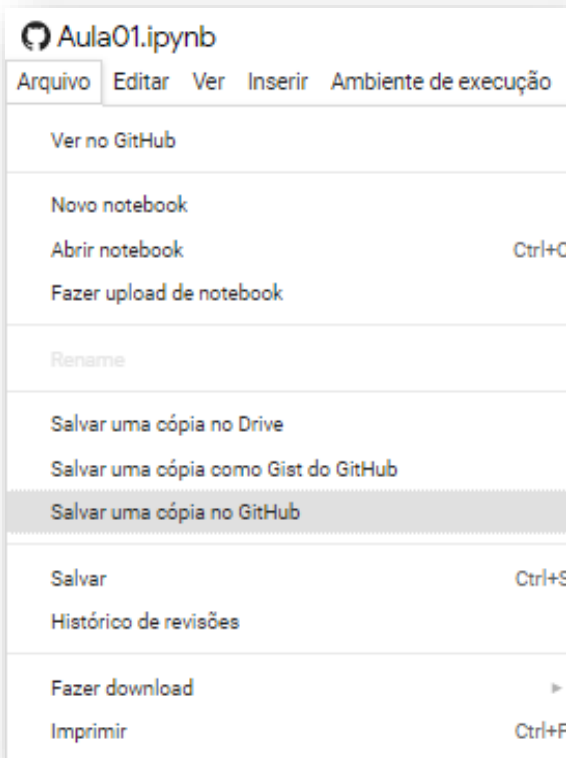 Aula01.ipynb
Arquivo Editar Ver Inserir Ambiente de execução
Ver no GitHub
Novo notebook
Abrir notebook
Fazer upload de notebook
Rename
Salvar uma cópia no Drive
Salvar uma cópia como Gist do GitHub
Salvar uma cópia no GitHub
Salvar Ctrl+S
Histórico de revisões
Fazer download
Imprimir Ctrl+P